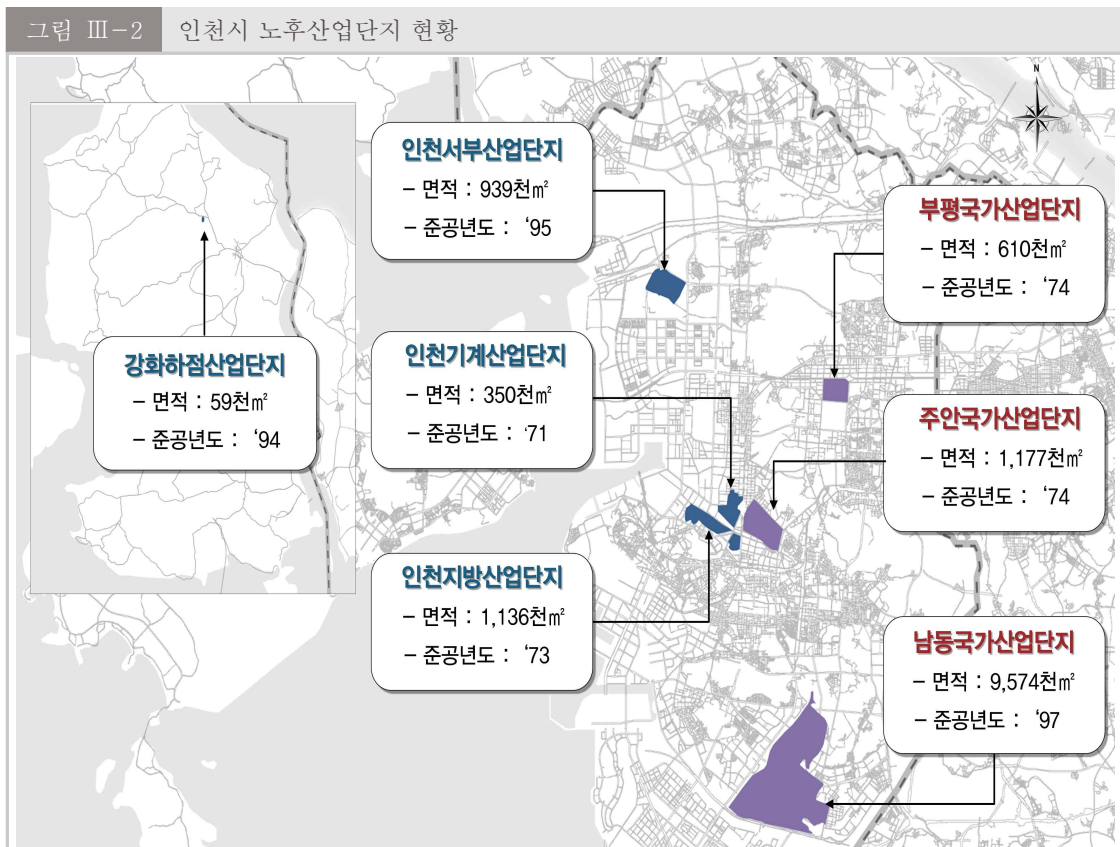 그림 Ⅲ-2 인천시 노후산업단지 현황
N
인천서부산업단지
- 면적 : 939천㎡
- 준공년도 : ‘95
부평국가산업단지
- 면적 : 610천㎡
- 준공년도 : ‘74
강화하점산업단지
- 면적 : 59천㎡
- 준공년도 : ‘94
인천기계산업단지
- 면적 : 350천㎡
- 준공년도 : ‘71
주안국가산업단지
- 면적 : 1,177천㎡
- 준공년도 : ‘74
인천지방산업단지
- 면적 : 1,136천㎡
- 준공년도 : ‘73
남동국가산업단지
- 면적 : 9,574천㎡
- 준공년도 : ‘97